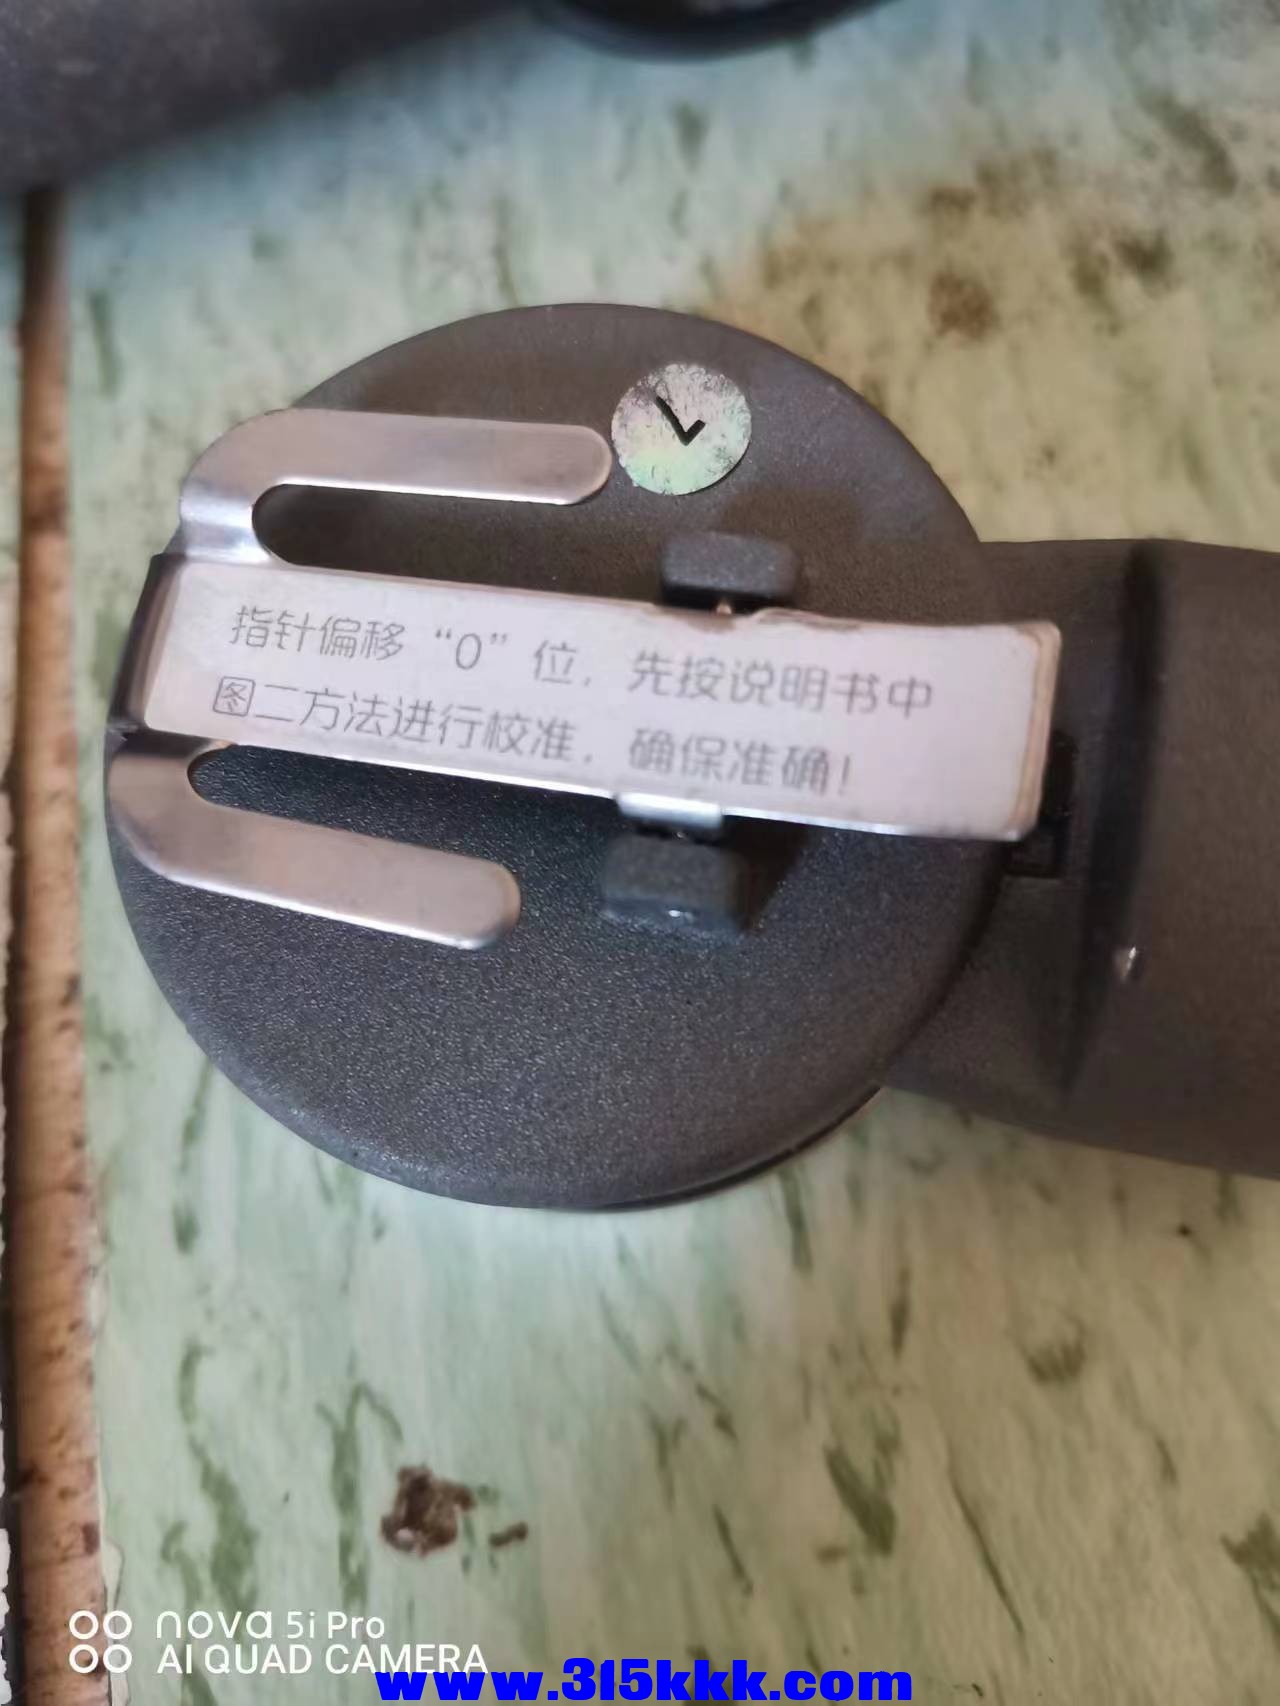 指针偏移“0”位，先按说明书中
图二方法进行校准，确保准确！
nova 5i Pro
AI QUAD CAMERA
www.315kkk.com